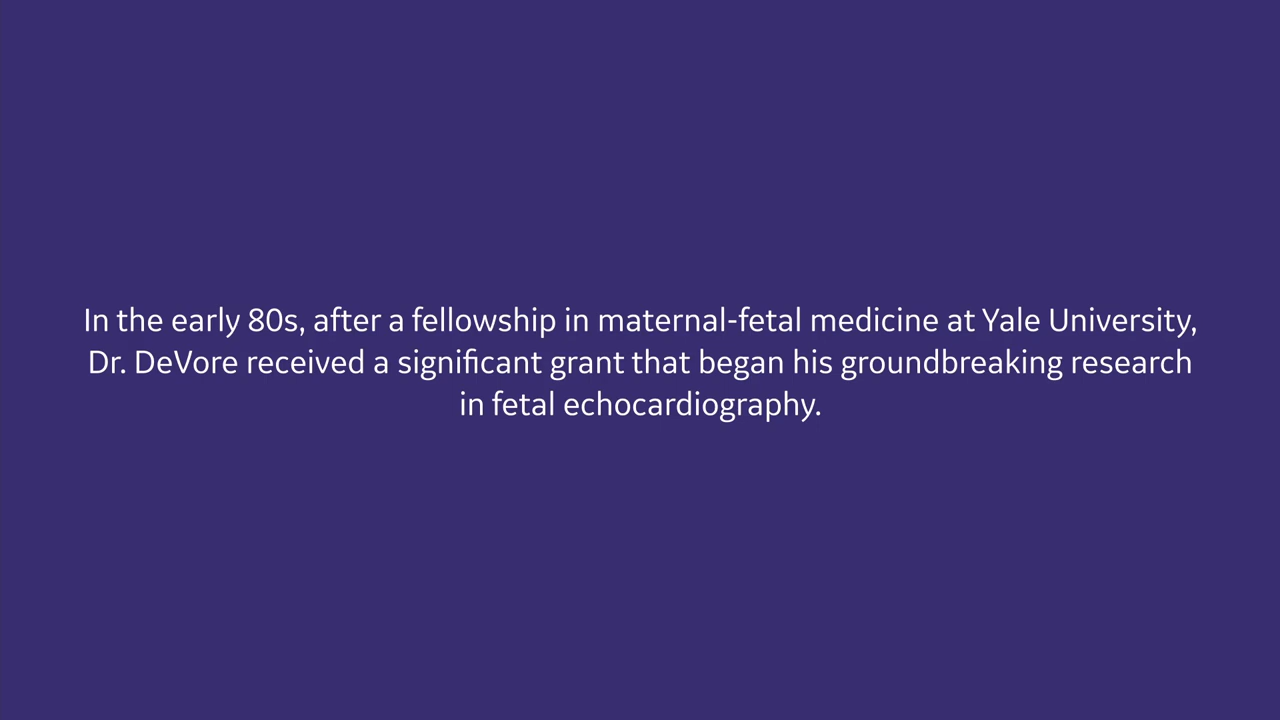 In the early 80s, after a fellowship in maternal-fetal medicine at Yale University,
Dr. DeVore received a significant grant that began his groundbreaking research
in fetal echocardiography.